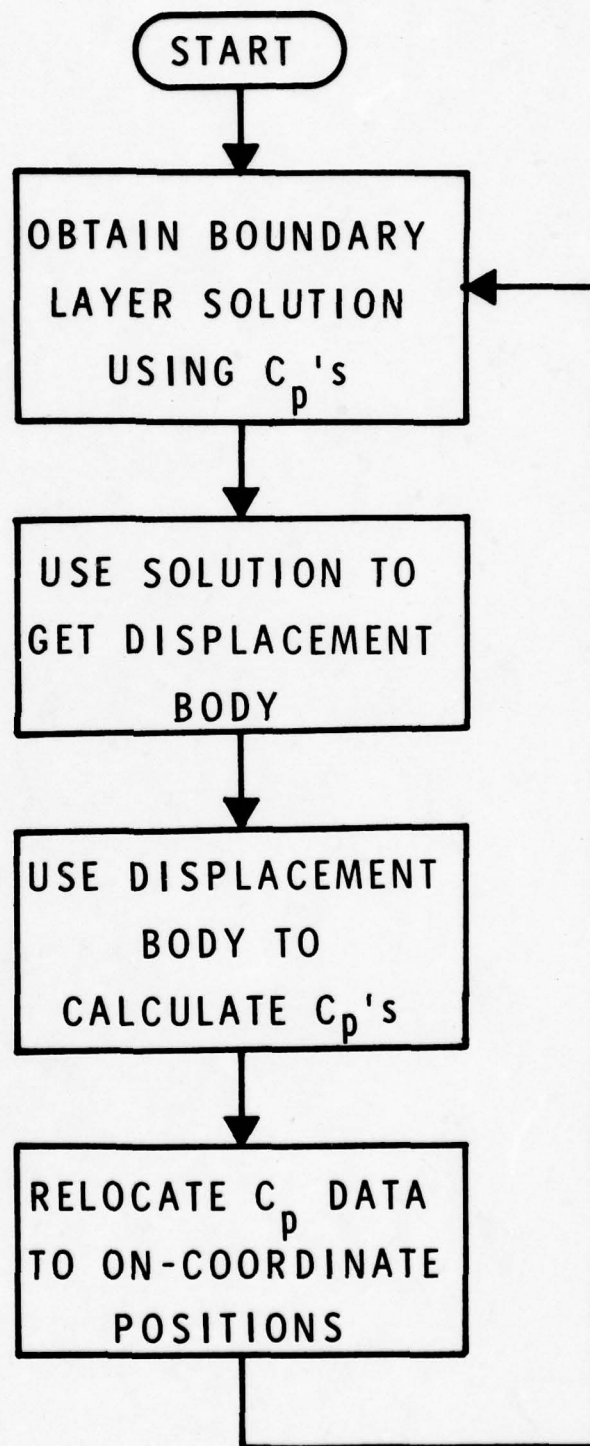 START
OBTAIN BOUNDARY
LAYER SOLUTION
USING Cp's
USE SOLUTION TO
GET DISPLACEMENT
BODY
USE DISPLACEMENT
BODY TO
CALCULATE Cp's
RELOCATE Cp DATA
TO ON-COORDINATE
POSITIONS